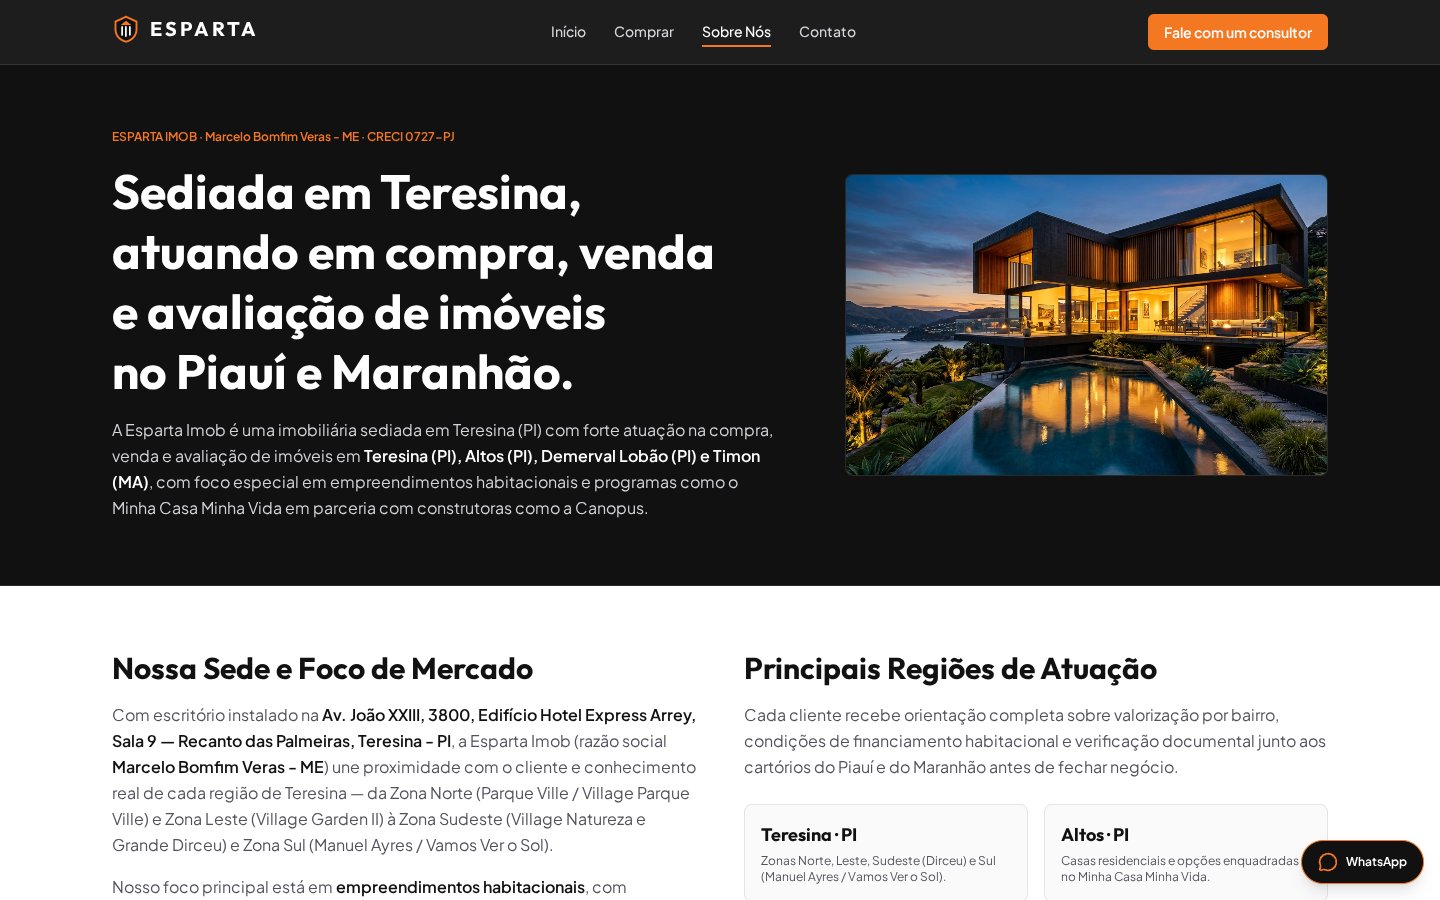 ESPARTA
Início
Comprar
Sobre Nós
Contato
Fale com um consultor
ESPARTA IMOB · Marcelo Bomfim Veras - ME · CRECI 0727-PJ
Sediada em Teresina,
atuando em compra, venda
e avaliação de imóveis
no Piauí e Maranhão.
A Esparta Imob é uma imobiliária sediada em Teresina (PI) com forte atuação na compra,
venda e avaliação de imóveis em Teresina (PI), Altos (PI), Demerval Lobão (PI) e Timon
(MA), com foco especial em empreendimentos habitacionais e programas como o
Minha Casa Minha Vida em parceria com construtoras como a Canopus.
Nossa Sede e Foco de Mercado
Com escritório instalado na Av. João XXIII, 3800, Edifício Hotel Express Arrey,
Sala 9 — Recanto das Palmeiras, Teresina - PI, a Esparta Imob (razão social
Marcelo Bomfim Veras - ME) une proximidade com o cliente e conhecimento
real de cada região de Teresina — da Zona Norte (Parque Ville / Village Parque
Ville) e Zona Leste (Village Garden II) à Zona Sudeste (Village Natureza e
Grande Dirceu) e Zona Sul (Manuel Ayres / Vamos Ver o Sol).
Nosso foco principal está em empreendimentos habitacionais, com
Principais Regiões de Atuação
Cada cliente recebe orientação completa sobre valorização por bairro,
condições de financiamento habitacional e verificação documental junto aos
cartórios do Piauí e do Maranhão antes de fechar negócio.
Teresina · PI
Zonas Norte, Leste, Sudeste (Dirceu) e Sul
(Manuel Ayres / Vamos Ver o Sol).
Altos · PI
Casas residenciais e opções enquadradas
no Minha Casa Minha Vida.
WhatsApp